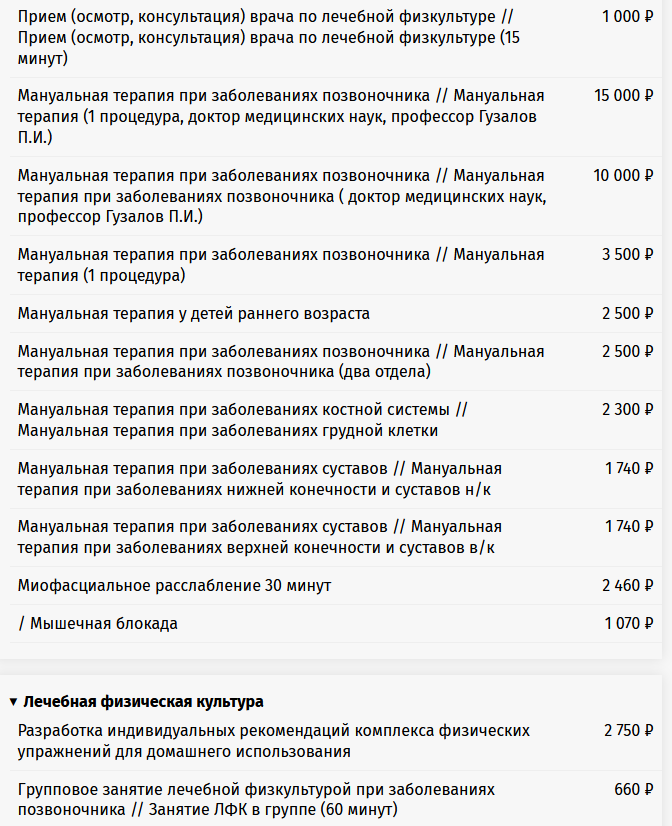 Прием (осмотр, консультация) врача по лечебной физкультуре //
1 000 ₽
Прием (осмотр, консультация) врача по лечебной физкультуре (15
минут)
Мануальная терапия при заболеваниях позвоночника // Мануальная
15 000 ₽
терапия (1 процедура, доктор медицинских наук, профессор Гузалов
П.И.)
Мануальная терапия при заболеваниях позвоночника // Мануальная
10 000 ₽
терапия при заболеваниях позвоночника ( доктор медицинских наук,
профессор Гузалов П.И.)
Мануальная терапия при заболеваниях позвоночника // Мануальная
3 500 ₽
терапия (1 процедура)
Мануальная терапия у детей раннего возраста
2 500 ₽
Мануальная терапия при заболеваниях позвоночника // Мануальная
2 500 ₽
терапия при заболеваниях позвоночника (два отдела)
Мануальная терапия при заболеваниях костной системы //
2 300 ₽
Мануальная терапия при заболеваниях грудной клетки
Мануальная терапия при заболеваниях суставов // Мануальная
1 740 ₽
терапия при заболеваниях нижней конечности и суставов н/к
Мануальная терапия при заболеваниях суставов // Мануальная
1 740 ₽
терапия при заболеваниях верхней конечности и суставов в/к
Миофасциальное расслабление 30 минут
2 460 ₽
/ Мышечная блокада
1 070 ₽
▼ Лечебная физическая культура
Разработка индивидуальных рекомендаций комплекса физических
2 750 ₽
упражнений для домашнего использования
Групповое занятие лечебной физкультурой при заболеваниях
660 ₽
позвоночника // Занятие ЛФК в группе (60 минут)